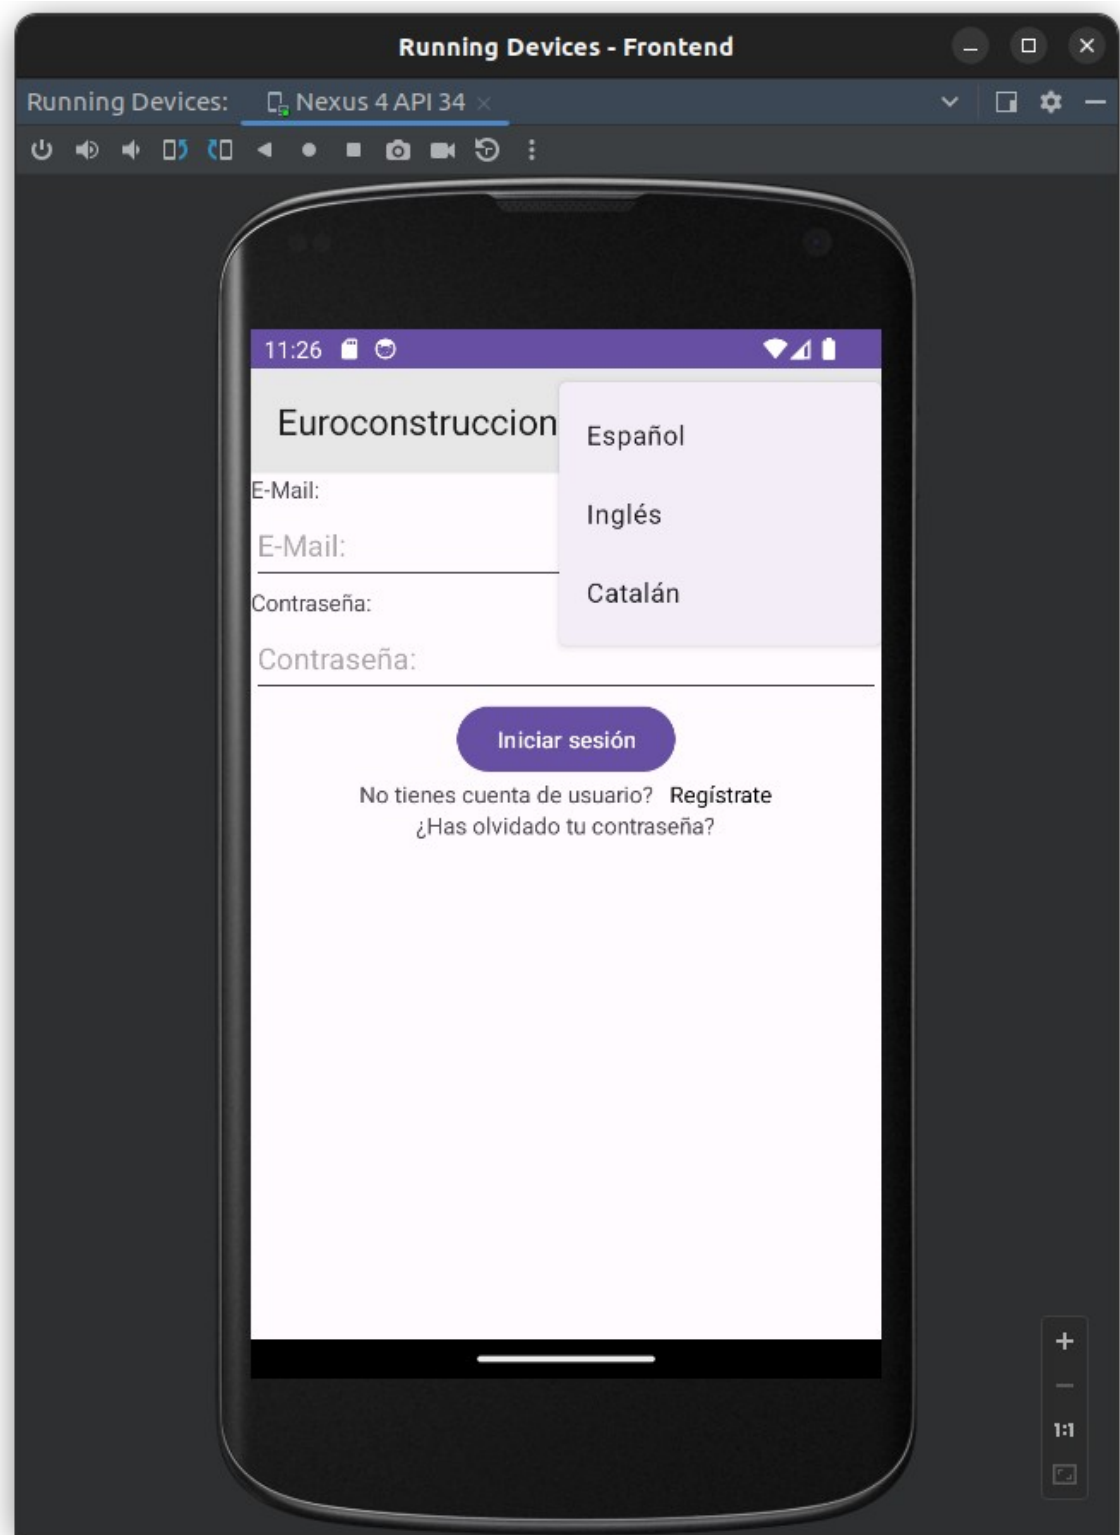 Running Devices - Frontend
Running Devices: Nexus 4 API 34
11:26
Euroconstruccion
Español
Inglés
Catalán
E-Mail:
E-Mail:
Contraseña:
Contraseña:
Iniciar sesión
No tienes cuenta de usuario? Regístrate
¿Has olvidado tu contraseña?
1:1